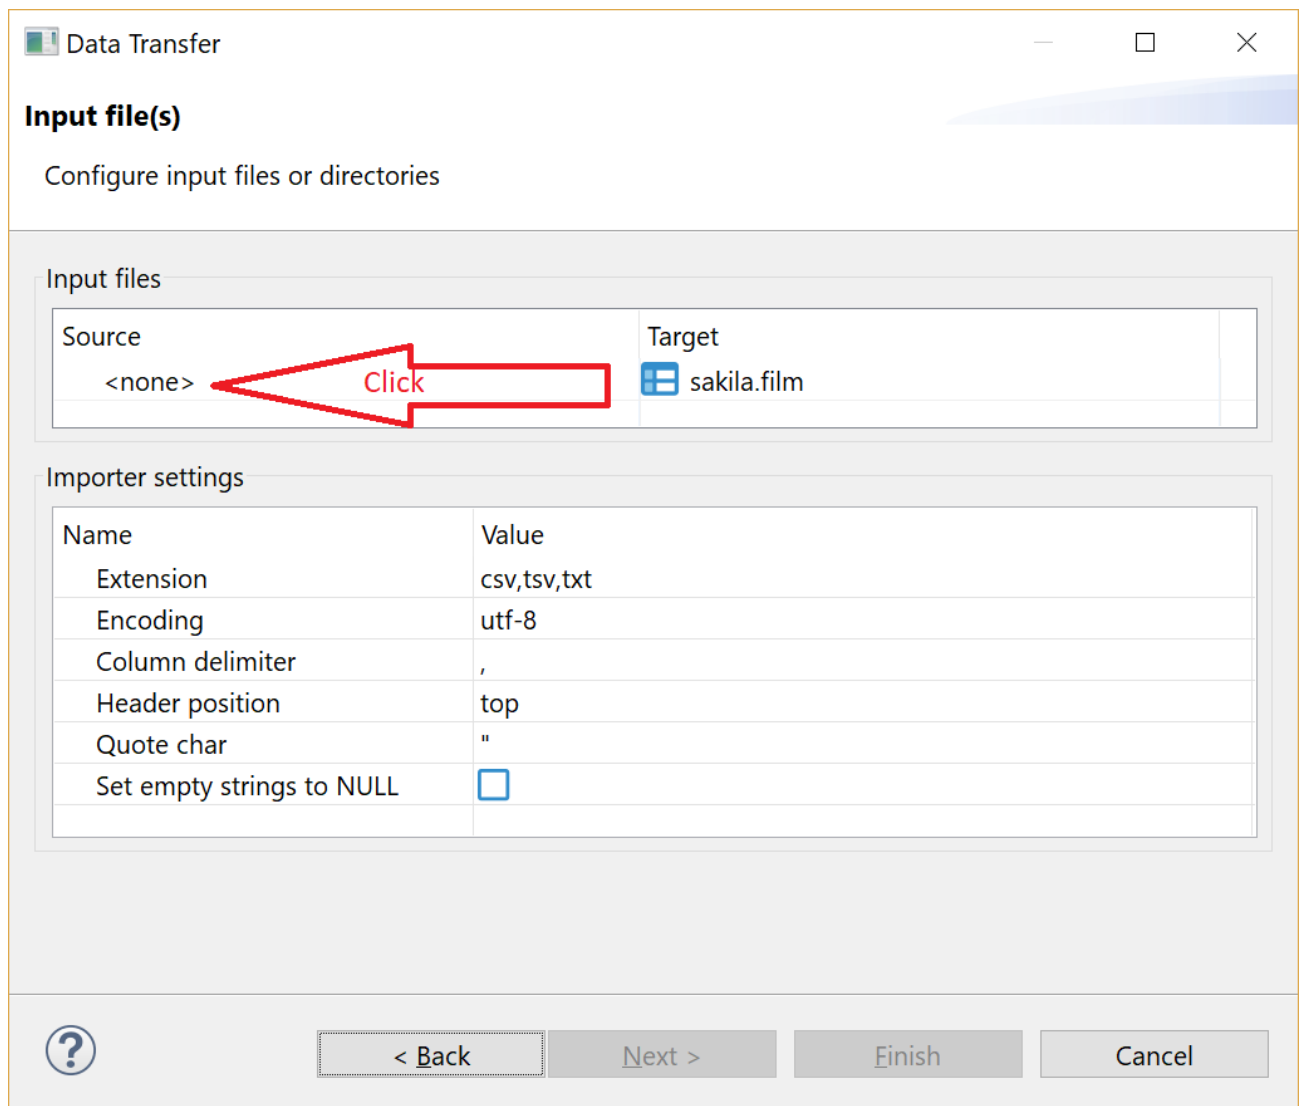 Data Transfer
Input file(s)
Configure input files or directories
Input files
Source Target
<none> Click sakila.film
Importer settings
Name Value
Extension csv,tsv,txt
Encoding utf-8
Column delimiter ,
Header position top
Quote char "
Set empty strings to NULL
? < Back Next > Finish Cancel